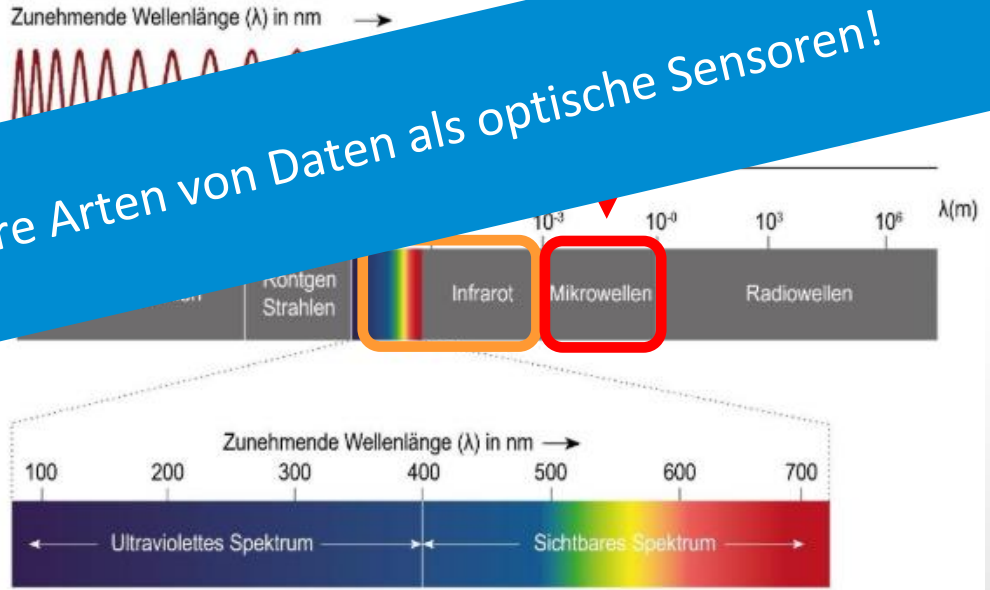 Zunehmende Wellenlänge (λ) in nm →
Arten von Daten als optische Sensoren!
10⁻³ 10⁻⁰ 10³ 10⁶ λ(m)
Röntgen
Strahlen
Infrarot
Mikrowellen
Radiowellen
Zunehmende Wellenlänge (λ) in nm →
100 200 300 400 500 600 700
Ultraviolettes Spektrum
Sichtbares Spektrum